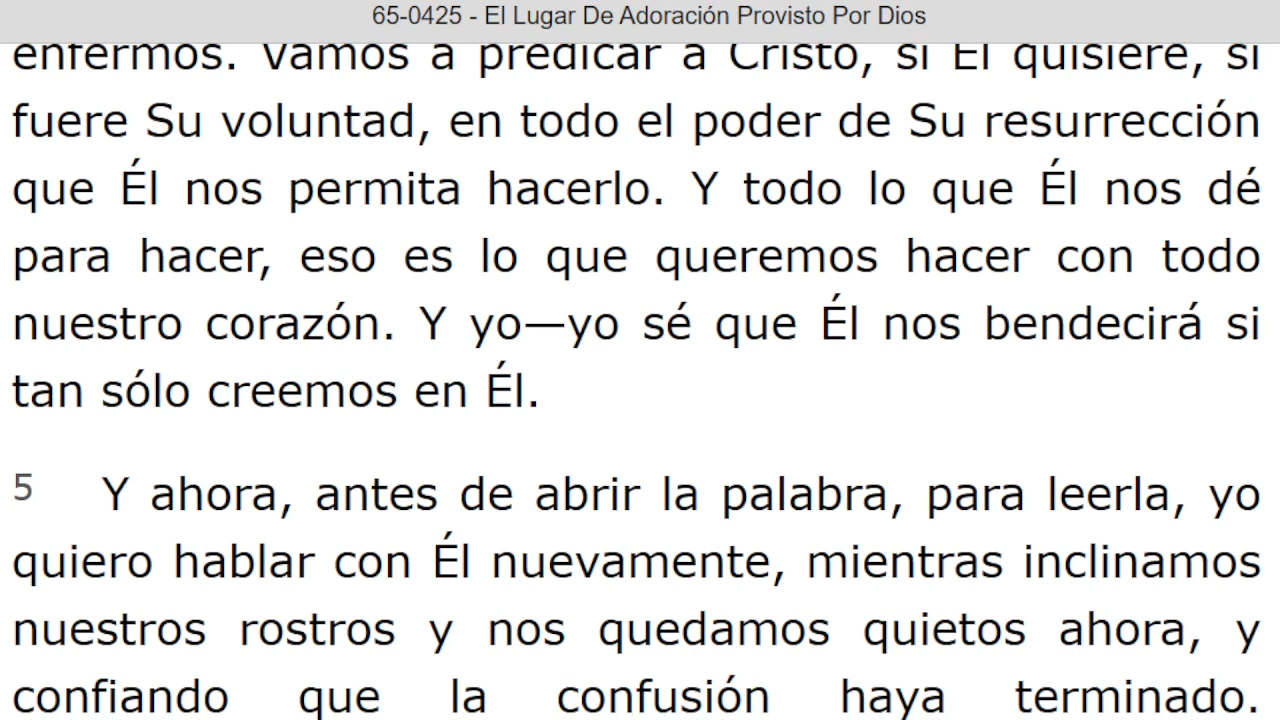 65-0425 - El Lugar De Adoración Provisto Por Dios
enfermos. Vamos a predicar a Cristo, si Él quisiere, si
fuere Su voluntad, en todo el poder de Su resurrección
que Él nos permita hacerlo. Y todo lo que Él nos dé
para hacer, eso es lo que queremos hacer con todo
nuestro corazón. Y yo—yo sé que Él nos bendecirá si
tan sólo creemos en Él.
5 Y ahora, antes de abrir la palabra, para leerla, yo
quiero hablar con Él nuevamente, mientras inclinamos
nuestros rostros y nos quedamos quietos ahora, y
confiando que la confusión haya terminado.